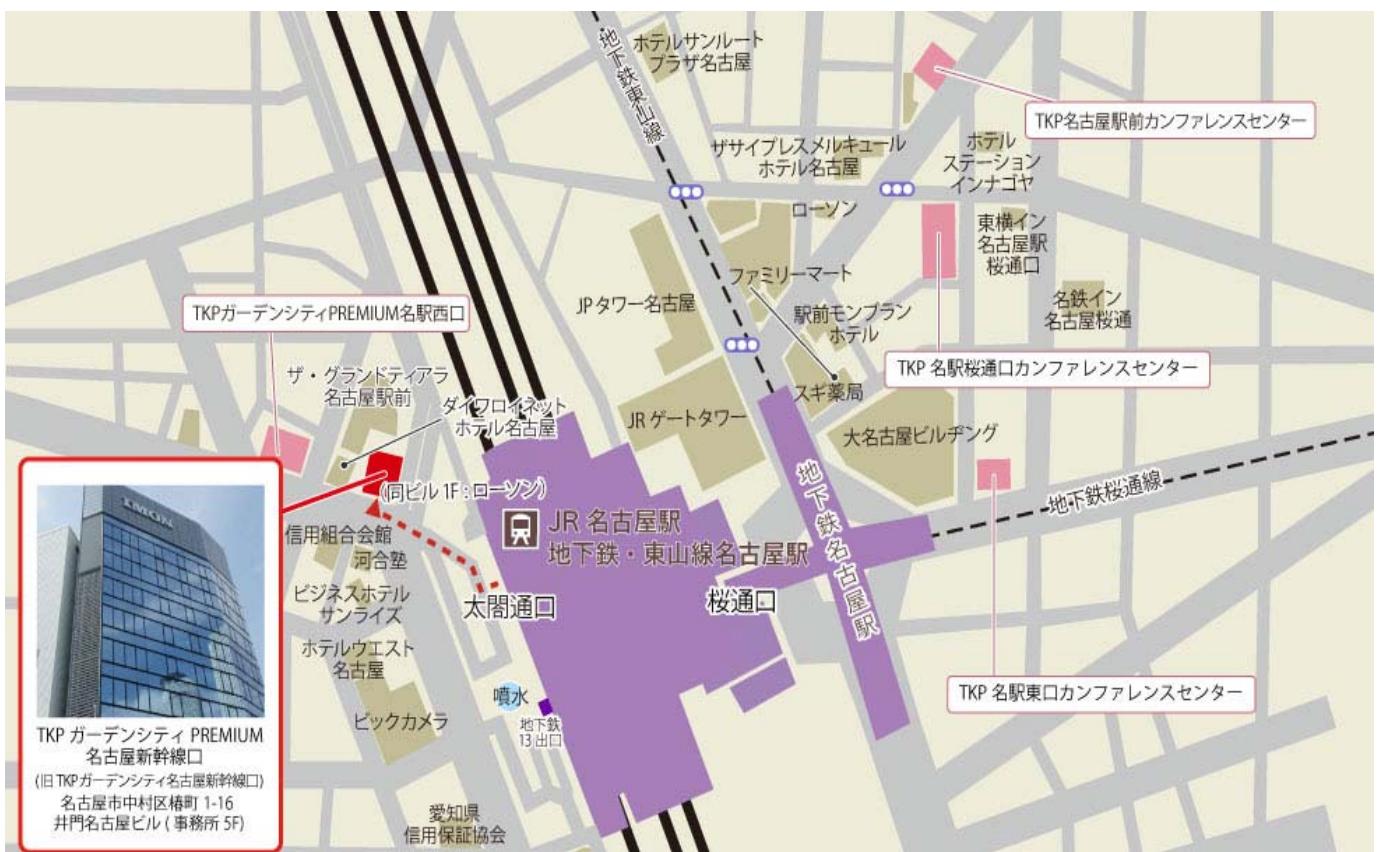 ホテルサンルート
プラザ名古屋
地下鉄東山線
TKP名古屋駅前カンファレンスセンター
ザサイプレスメルキュール
ホテル名古屋
ホテル
ステーション
インナゴヤ
ローソン
東横イン
名古屋駅
桜通口
ファミリーマート
JPタワー名古屋
駅前モンブラン
ホテル
名鉄イン
名古屋桜通
TKPガーデンシティPREMIUM名駅西口
TKP 名駅桜通口カンファレンスセンター
ザ・グランドティアラ
名古屋駅前
ダイワロイネット
ホテル名古屋
スギ薬局
JRゲートタワー
大名古屋ビルヂング
(同ビル 1F:ローソン)
地下鉄桜通線
IMON
信用組合会館
河合塾
JR 名古屋駅
地下鉄・東山線名古屋駅
地下鉄名古屋駅
ビジネスホテル
サンライズ
太閤通口
桜通口
ホテルウエスト
名古屋
噴水
地下鉄
13出口
TKP 名駅東口カンファレンスセンター
ビックカメラ
TKP ガーデンシティ PREMIUM
名古屋新幹線口
(旧 TKPガーデンシティ名古屋新幹線口)
名古屋市中村区椿町 1-16
井門名古屋ビル ( 事務所 5F)
愛知県
信用保証協会